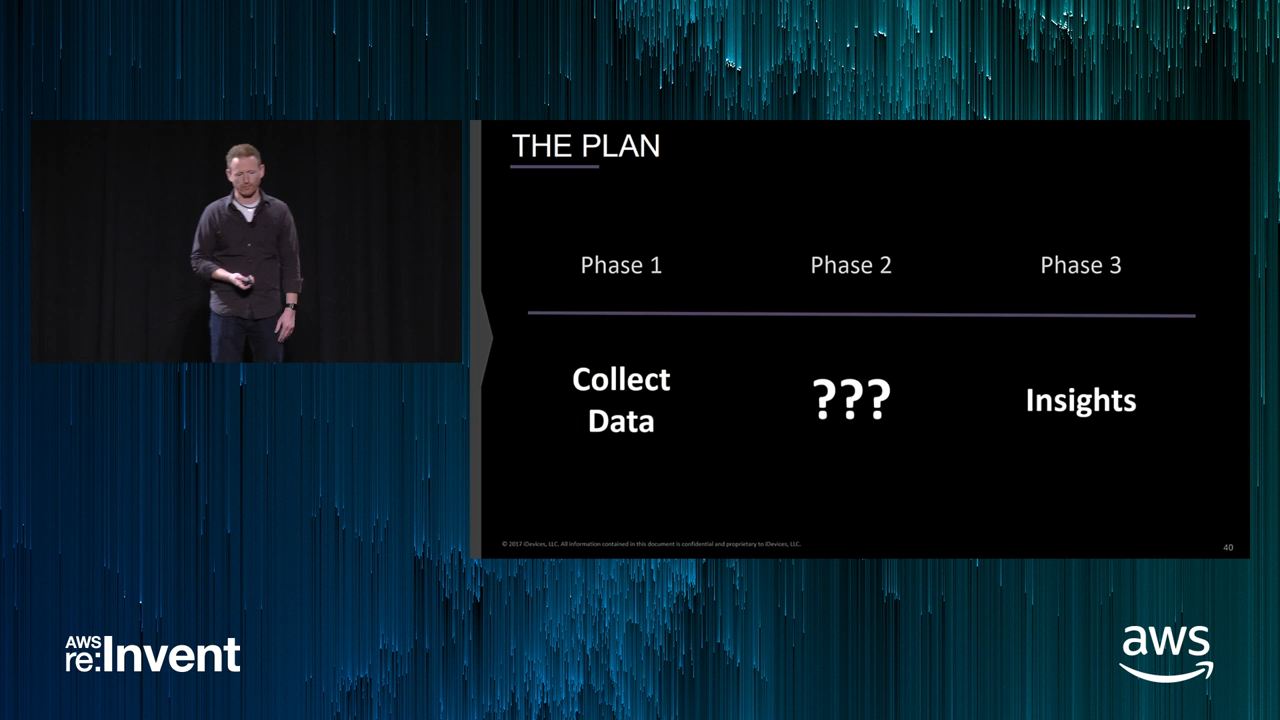 THE PLAN
Phase 1
Phase 2
Phase 3
Collect
Data
???
Insights
© 2017 iDevices, LLC. All information contained in this document is confidential and proprietary to iDevices, LLC.
40
AWS
re:Invent
aws